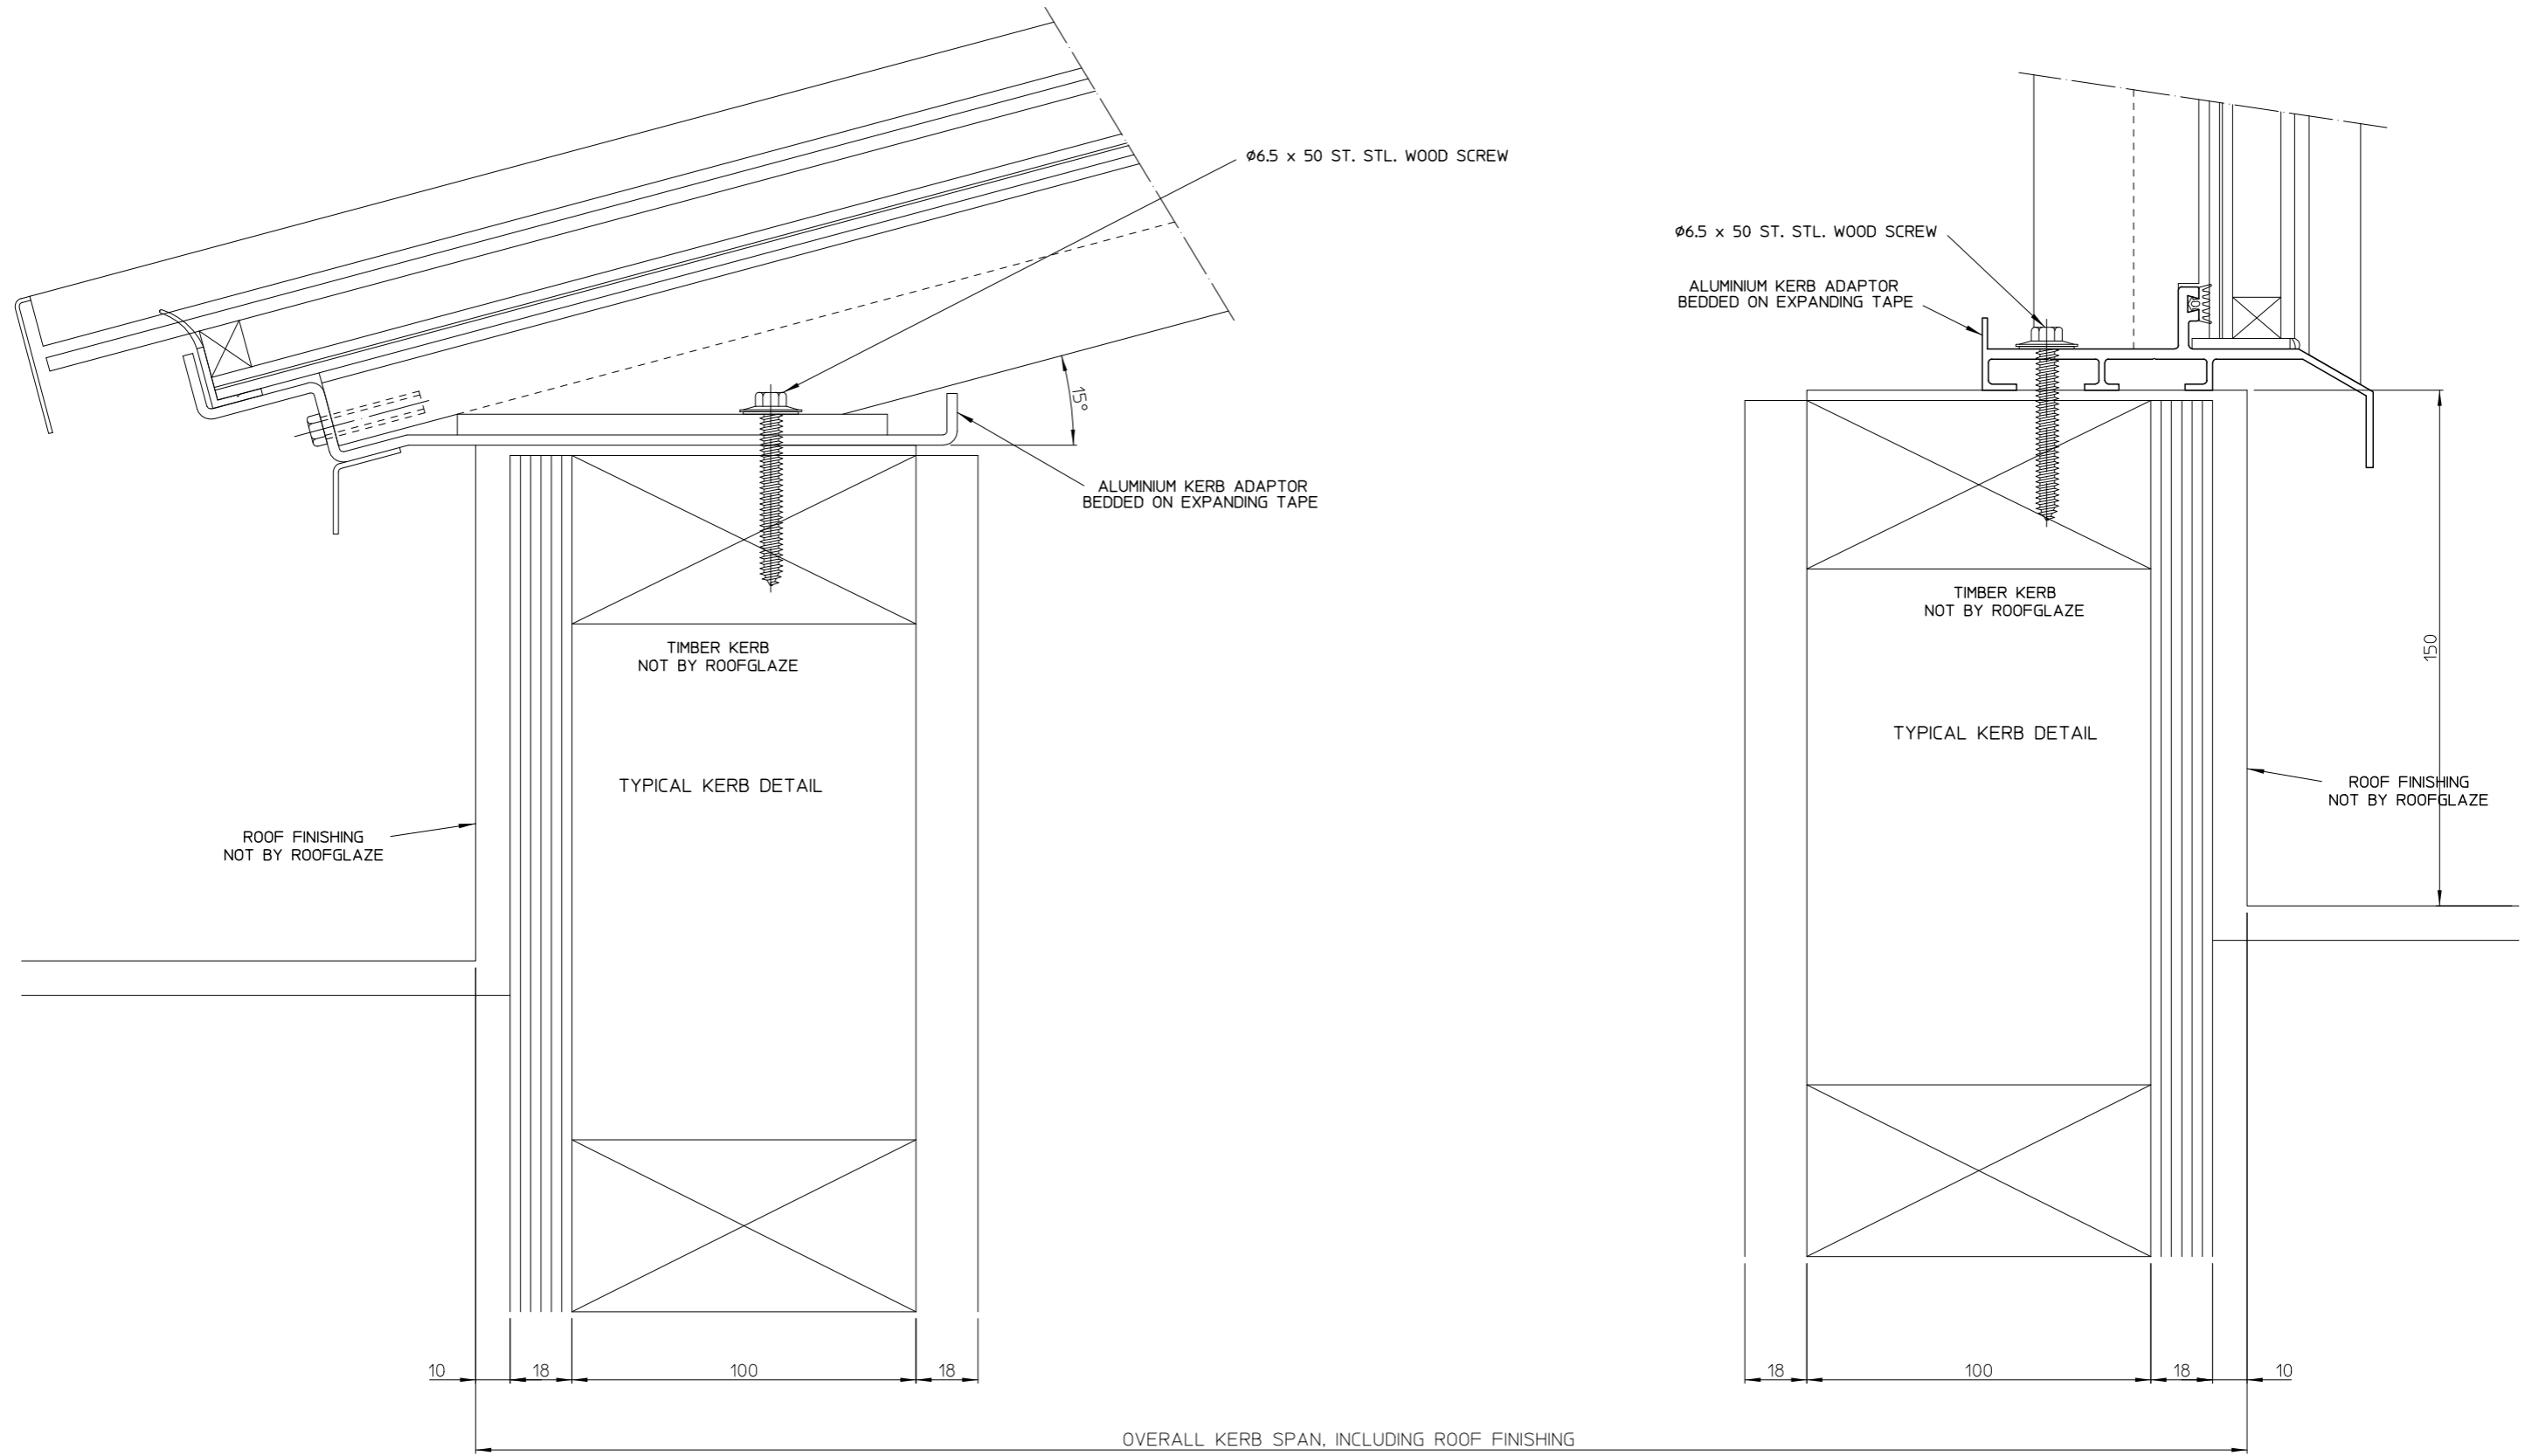 Ø6.5 x 50 ST. STL. WOOD SCREW
15°
ALUMINIUM KERB ADAPTOR
BEDDED ON EXPANDING TAPE
TIMBER KERB
NOT BY ROOFGLAZE
TYPICAL KERB DETAIL
ROOF FINISHING
NOT BY ROOFGLAZE
10
18
100
18
Ø6.5 x 50 ST. STL. WOOD SCREW
ALUMINIUM KERB ADAPTOR
BEDDED ON EXPANDING TAPE
TIMBER KERB
NOT BY ROOFGLAZE
150
TYPICAL KERB DETAIL
ROOF FINISHING
NOT BY ROOFGLAZE
18
100
18
10
OVERALL KERB SPAN, INCLUDING ROOF FINISHING